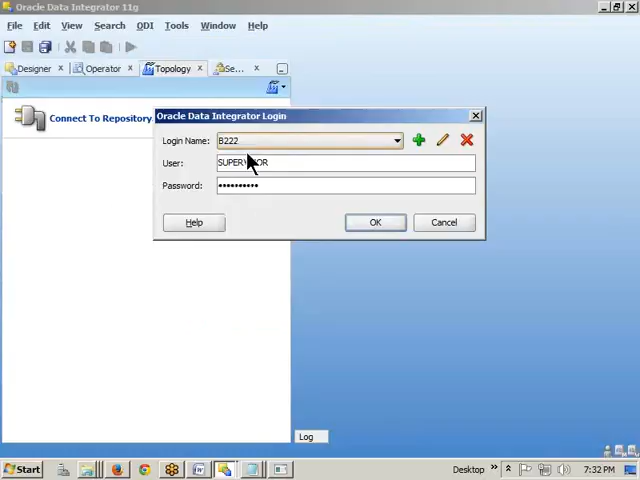 Oracle Data Integrator 11g
File Edit View Search ODI Tools Window Help
Designer x Operator x Topology x Se... x
Connect To Repository
Oracle Data Integrator Login
Login Name: B222
User:
Password: ••••••••••
Help OK Cancel
Log
Start Desktop » 7:32 PM